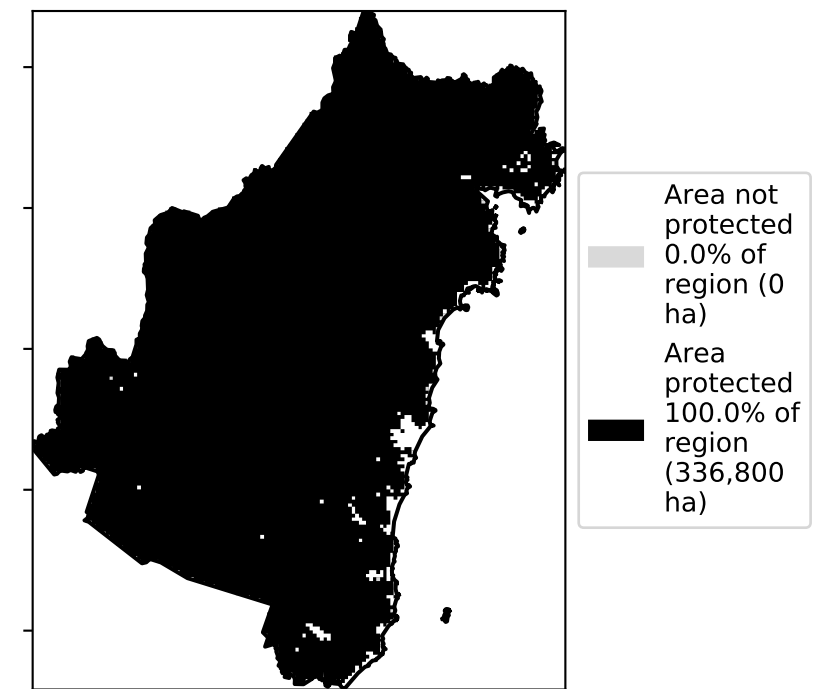 Area not
protected
0.0% of
region (0
ha)
Area
protected
100.0% of
region
(336,800
ha)